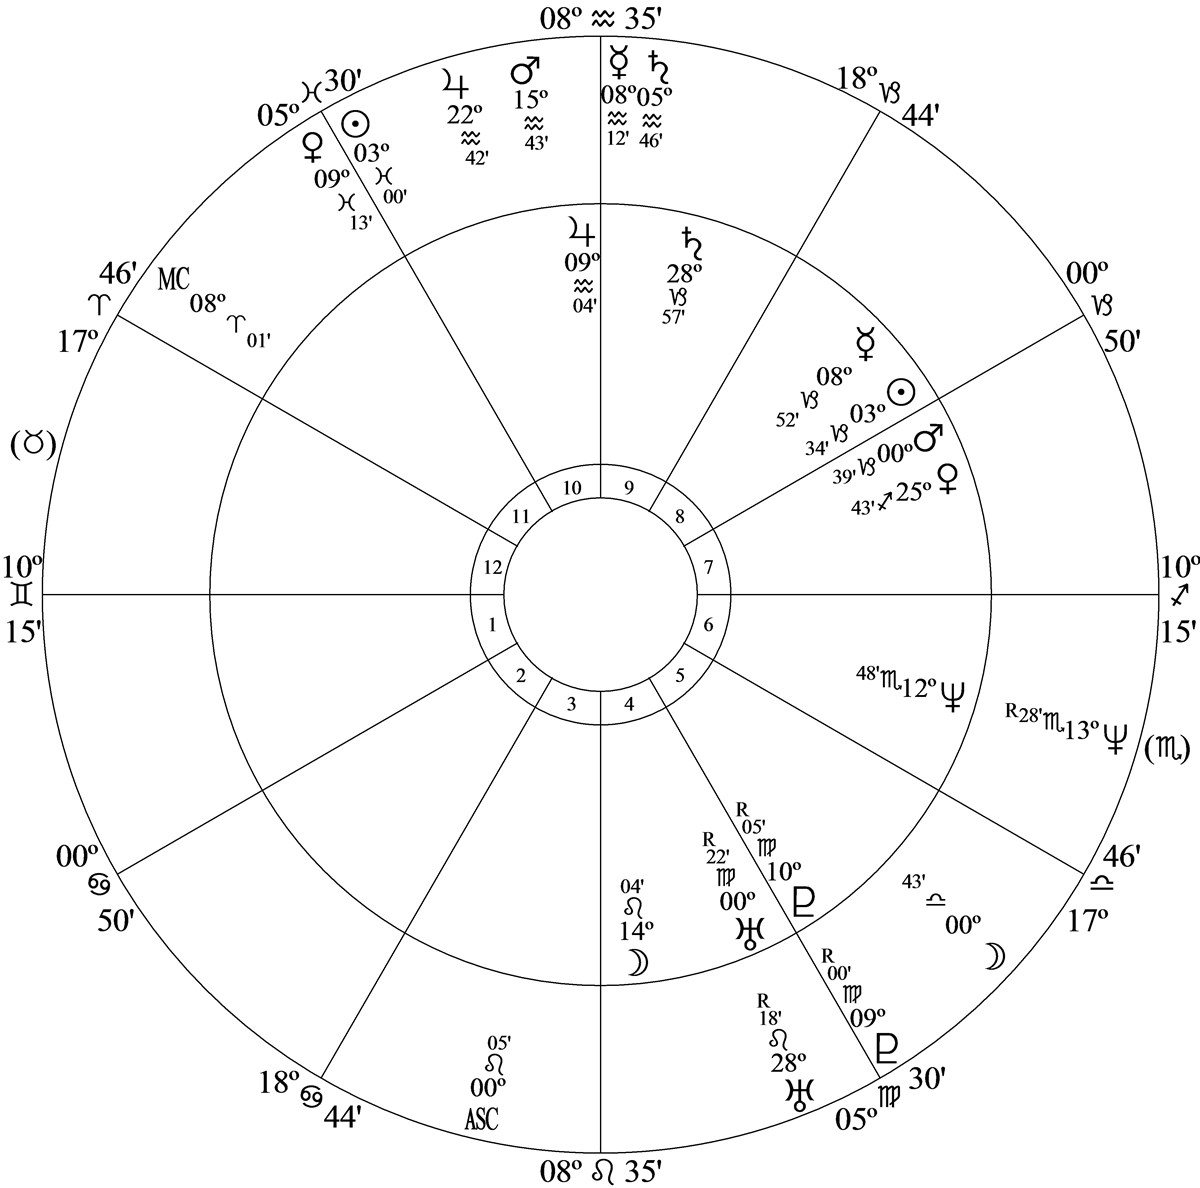 08º ♒ 35'
05º ♓ 30'
18º ♑ 44'
♃
22º
♒
42'
♂
15º
♒
43'
☿
08º
♒
12'
♄
05º
♒
46'
♀
09º
♓
13'
☉
03º
♓
00'
46'
♈
17º
MC
08º
♈
01'
♃
09º
♒
04'
♄
28º
♑
57'
00º
♑
50'
☿
08º
♑
52'
☉
03º
♑
34'
♂
00º
♑
39'
♀
25º
♐
43'
(♉)
10º
♊
15'
10º
♐
15'
10
9
11
8
12
7
1
6
2
5
3
4
48' ♏ 12º ♆
R 28' ♏ 13º ♆
(♏)
00º
♋
50'
46'
♎
17º
R
05'
♍
10º
♇
R
22'
♍
00º
♅
04'
♌
14º
☽
43'
♎
00º
☽
R
00'
♍
09º
♇
R
18'
♌
28º
♅
05'
♌
00º
ASC
18º ♋ 44'
05º ♍ 30'
08º ♌ 35'